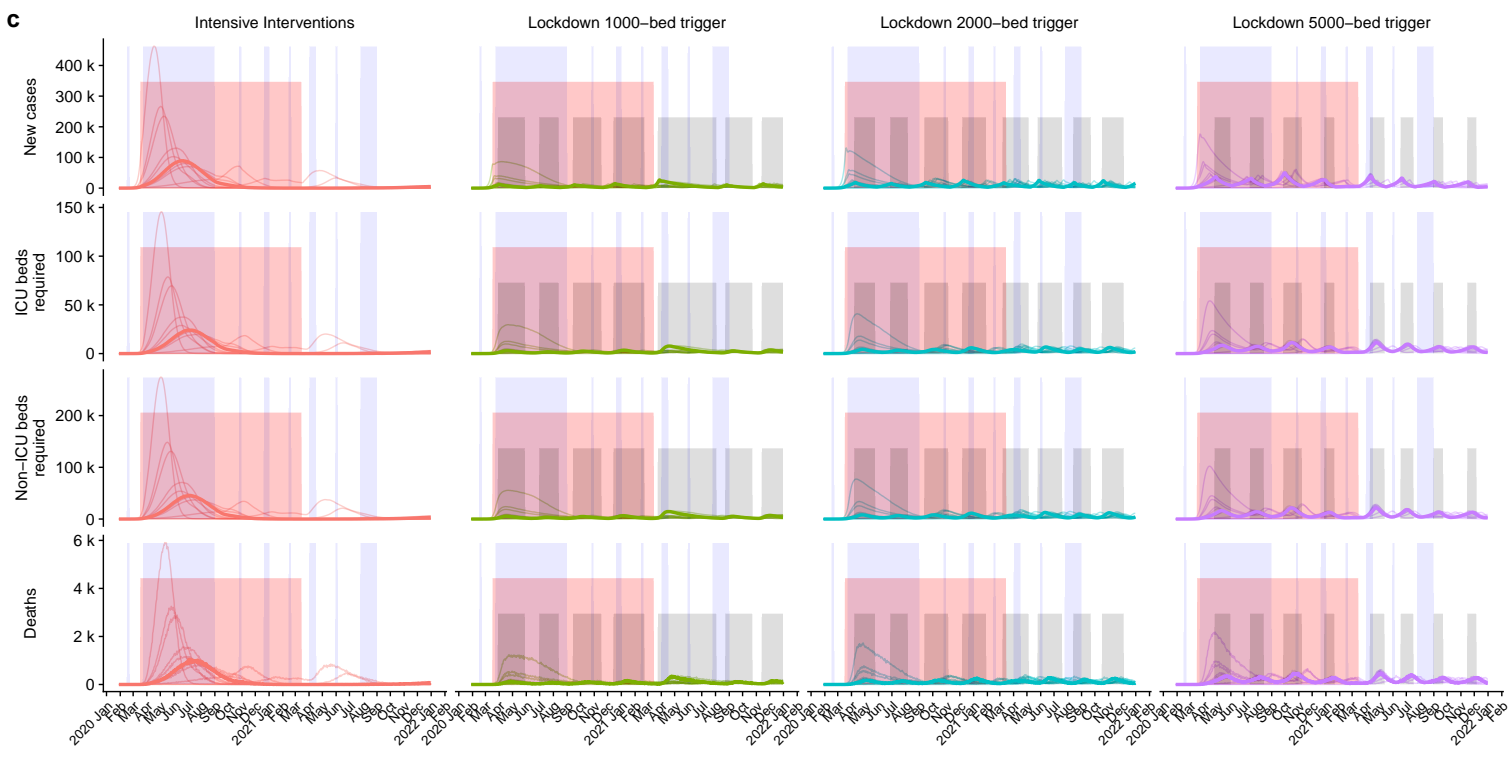 c
Intensive Interventions
Lockdown 1000−bed trigger
Lockdown 2000−bed trigger
Lockdown 5000−bed trigger
New cases
400 k
300 k
200 k
100 k
0
ICU beds
required
150 k
100 k
50 k
0
Non−ICU beds
required
200 k
100 k
0
Deaths
6 k
4 k
2 k
0
2020 Jan
Feb
Mar
Apr
May
Jun
Jul
Aug
Sep
Oct
Nov
Dec
2021 Jan
Feb
Mar
Apr
May
Jun
Jul
Aug
Sep
Oct
Nov
Dec
2022 Jan
Feb
2020 Jan
Feb
Mar
Apr
May
Jun
Jul
Aug
Sep
Oct
Nov
Dec
2021 Jan
Feb
Mar
Apr
May
Jun
Jul
Aug
Sep
Oct
Nov
Dec
2022 Jan
Feb
2020 Jan
Feb
Mar
Apr
May
Jun
Jul
Aug
Sep
Oct
Nov
Dec
2021 Jan
Feb
Mar
Apr
May
Jun
Jul
Aug
Sep
Oct
Nov
Dec
2022 Jan
Feb
2020 Jan
Feb
Mar
Apr
May
Jun
Jul
Aug
Sep
Oct
Nov
Dec
2021 Jan
Feb
Mar
Apr
May
Jun
Jul
Aug
Sep
Oct
Nov
Dec
2022 Jan
Feb